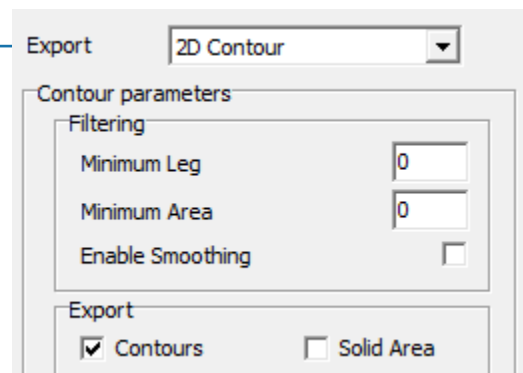 Export 2D Contour
Contour parameters
Filtering
Minimum Leg 0
Minimum Area 0
Enable Smoothing
Export
Contours Solid Area